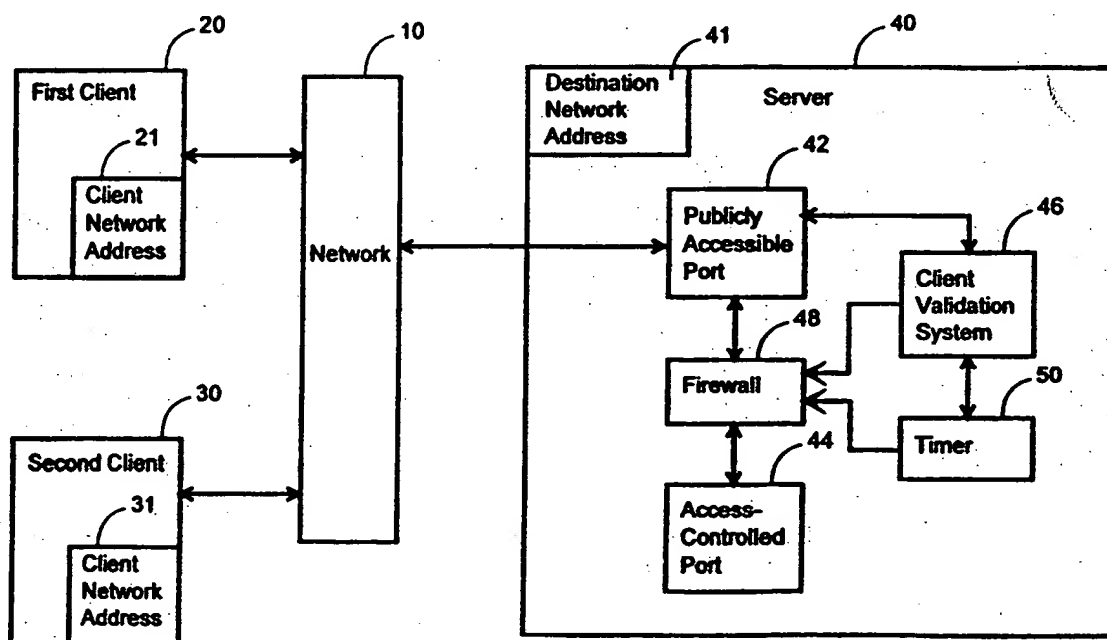 20
10
41
40
First Client
Destination
Network
Address
Server
21
42
Client
Network
Address
Publicly
Accessible
Port
46
Network
Client
Validation
System
48
Firewall
50
30
Timer
44
Second Client
Access-
Controlled
Port
31
Client
Network
Address